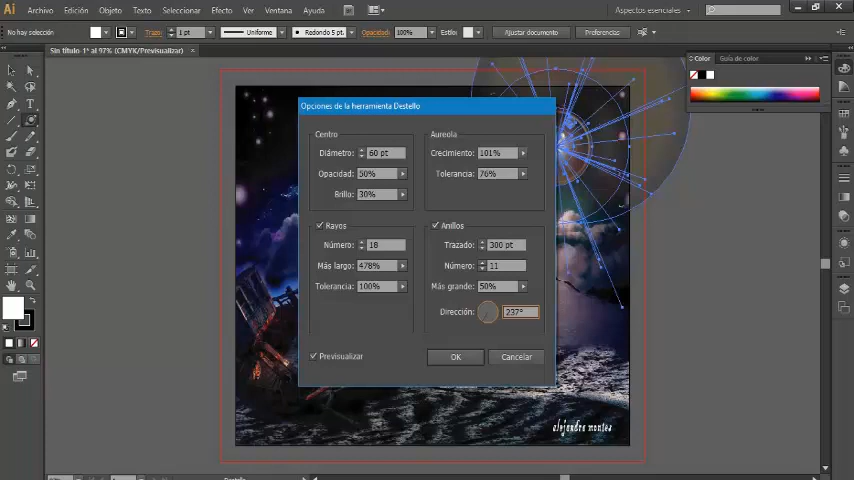 Ai Archivo Edición Objeto Texto Seleccionar Efecto Ver Ventana Ayuda Aspectos esenciales
No hay selección Trazo: 1 pt Uniforme Redondo 5 pt. Opacidad: 100% Estilo: Ajustar documento Preferencias
Sin título-1* al 97% (CMYK/Previsualizar) ×
Color Guía de color
Opciones de la herramienta Destello
Centro
Diámetro: 60 pt
Opacidad: 50%
Brillo: 30%
Aureola
Crecimiento: 101%
Tolerancia: 76%
Rayos
Número: 18
Más largo: 478%
Tolerancia: 100%
Anillos
Trazado: 300 pt
Número: 11
Más grande: 50%
Dirección: 237°
Previsualizar
OK Cancelar
alejandra montes
Destello